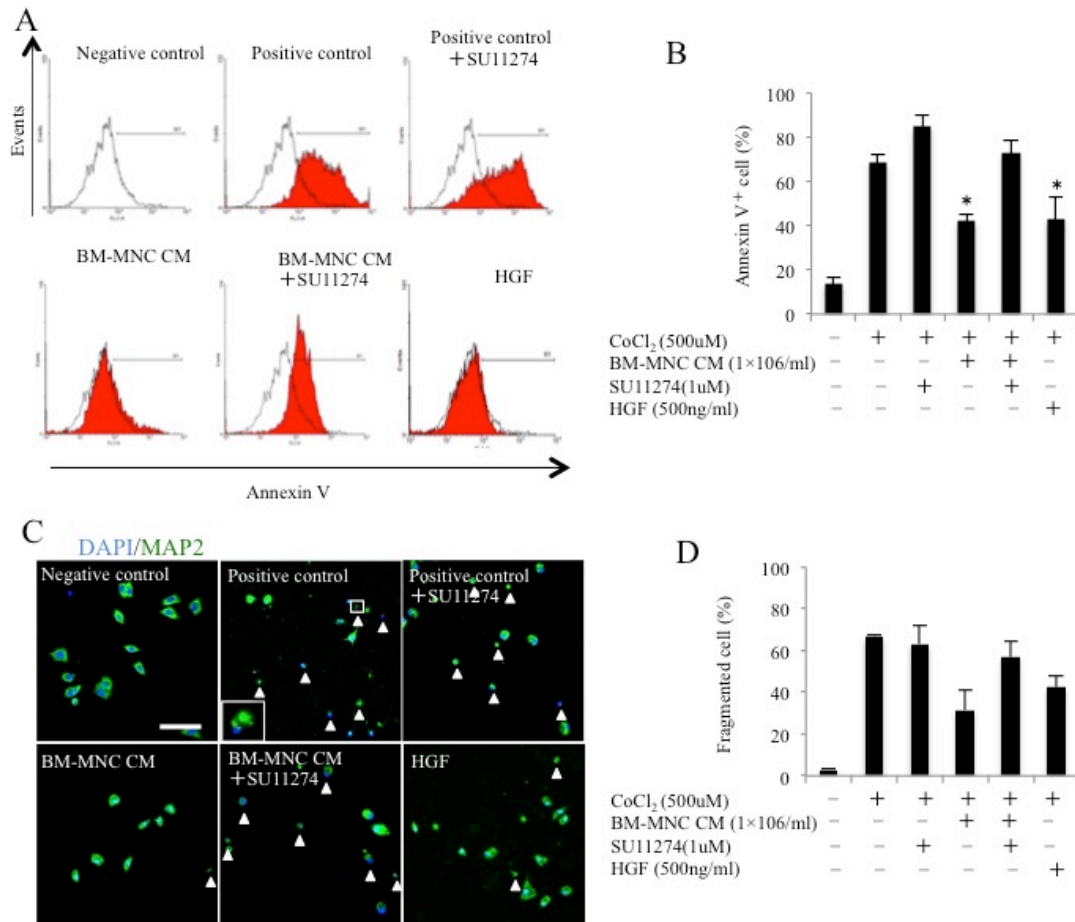 A
Negative control
Positive control
Positive control
+SU11274
Events
BM-MNC CM
BM-MNC CM
+SU11274
HGF
Annexin V
B
Annexin V+ cell (%)
100
80
60
40
20
0
*
*
CoCl2 (500uM) – + + + + +
BM-MNC CM (1×106/ml) – – – + + –
SU11274(1uM) – – + – + –
HGF (500ng/ml) – – – – – +
C
DAPI/MAP2
Negative control
Positive control
Positive control
+SU11274
BM-MNC CM
BM-MNC CM
+SU11274
HGF
D
Fragmented cell (%)
100
80
60
40
20
0
CoCl2 (500uM) – + + + + +
BM-MNC CM (1×106/ml) – – – + + –
SU11274(1uM) – – + – + –
HGF (500ng/ml) – – – – – +